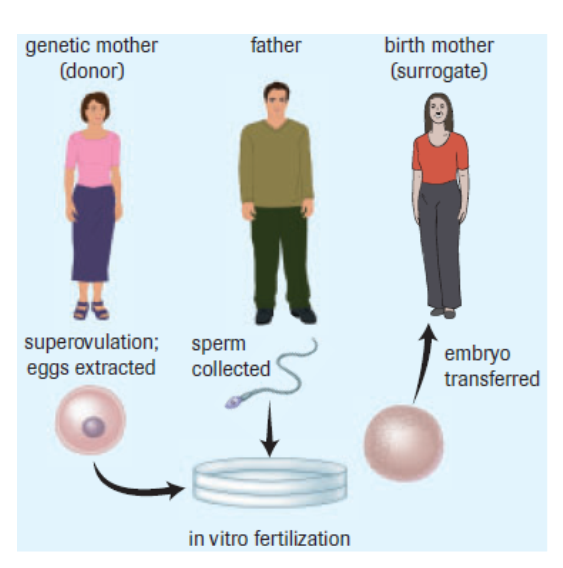 genetic mother
(donor)
father
birth mother
(surrogate)
superovulation;
eggs extracted
sperm
collected
embryo
transferred
in vitro fertilization